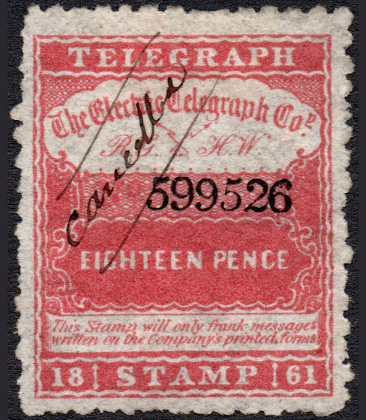 TELEGRAPH
The Electric Telegraph Coy.
cancelled
H.W.
599526
EIGHTEEN PENCE
This Stamp will only frank messages
written on the Company's printed forms
18 STAMP 61